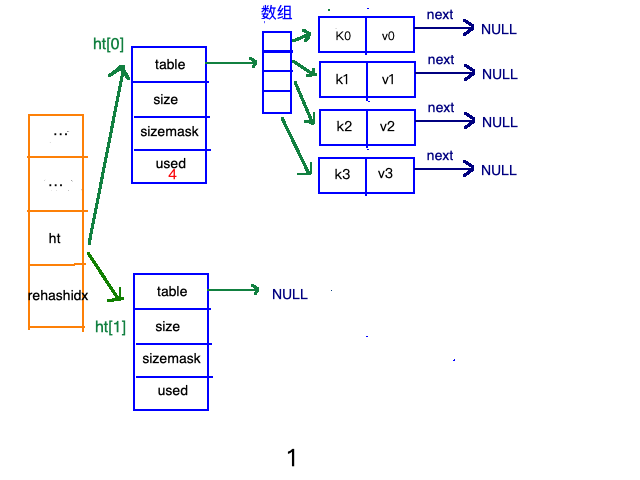 数组
ht[0]
table
size
sizemask
used
4
K0 v0 next NULL
k1 v1 next NULL
k2 v2 next NULL
k3 v3 next NULL
...
...
ht
rehashidx
ht[1]
table
size
sizemask
used
NULL
1